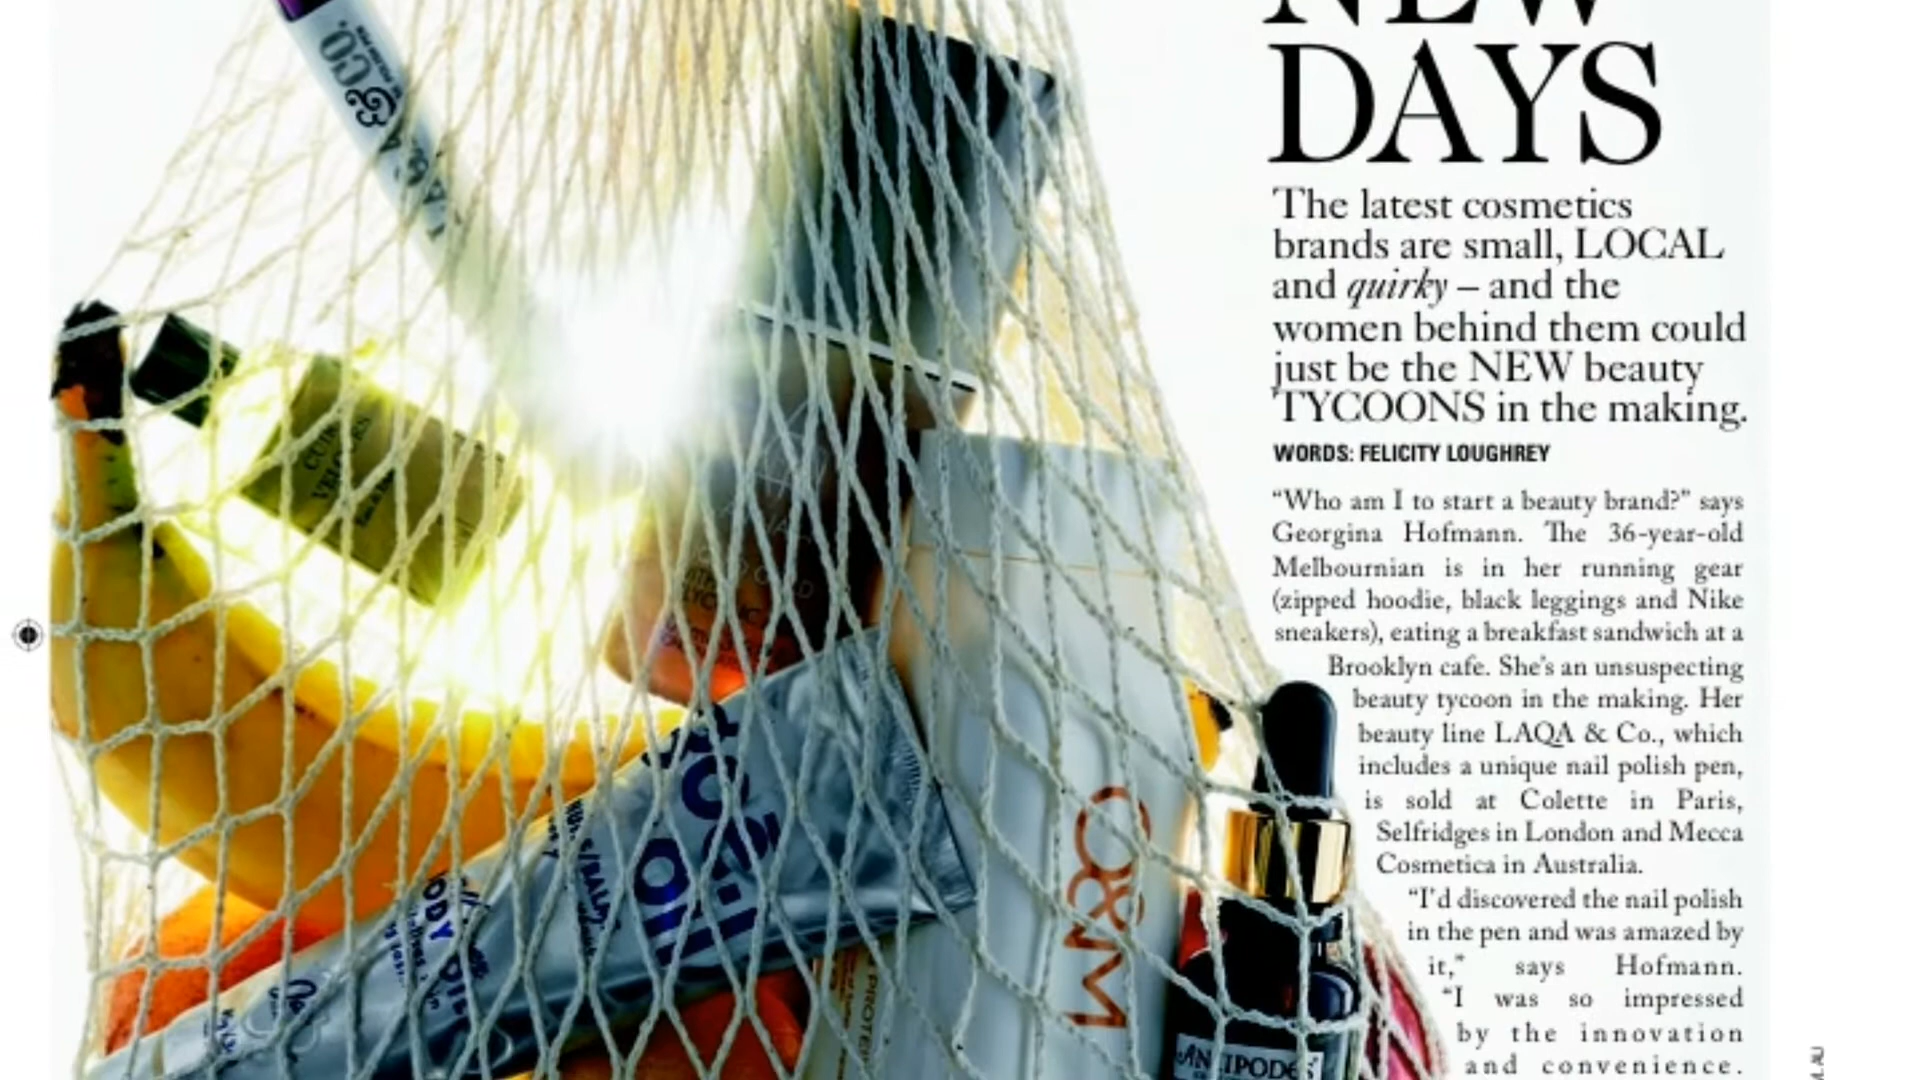 NEW
DAYS
The latest cosmetics
brands are small, LOCAL
and quirky – and the
women behind them could
just be the NEW beauty
TYCOONS in the making.
WORDS: FELICITY LOUGHREY
“Who am I to start a beauty brand?” says
Georgina Hofmann. The 36-year-old
Melbournian is in her running gear
(zipped hoodie, black leggings and Nike
sneakers), eating a breakfast sandwich at a
Brooklyn cafe. She’s an unsuspecting
beauty tycoon in the making. Her
beauty line LAQA & Co., which
includes a unique nail polish pen,
is sold at Colette in Paris,
Selfridges in London and Mecca
Cosmetica in Australia.
“I’d discovered the nail polish
in the pen and was amazed by
it,” says Hofmann.
“I was so impressed
by the innovation
and convenience.
&CO.
O&M
ANTIPODES
M.AU